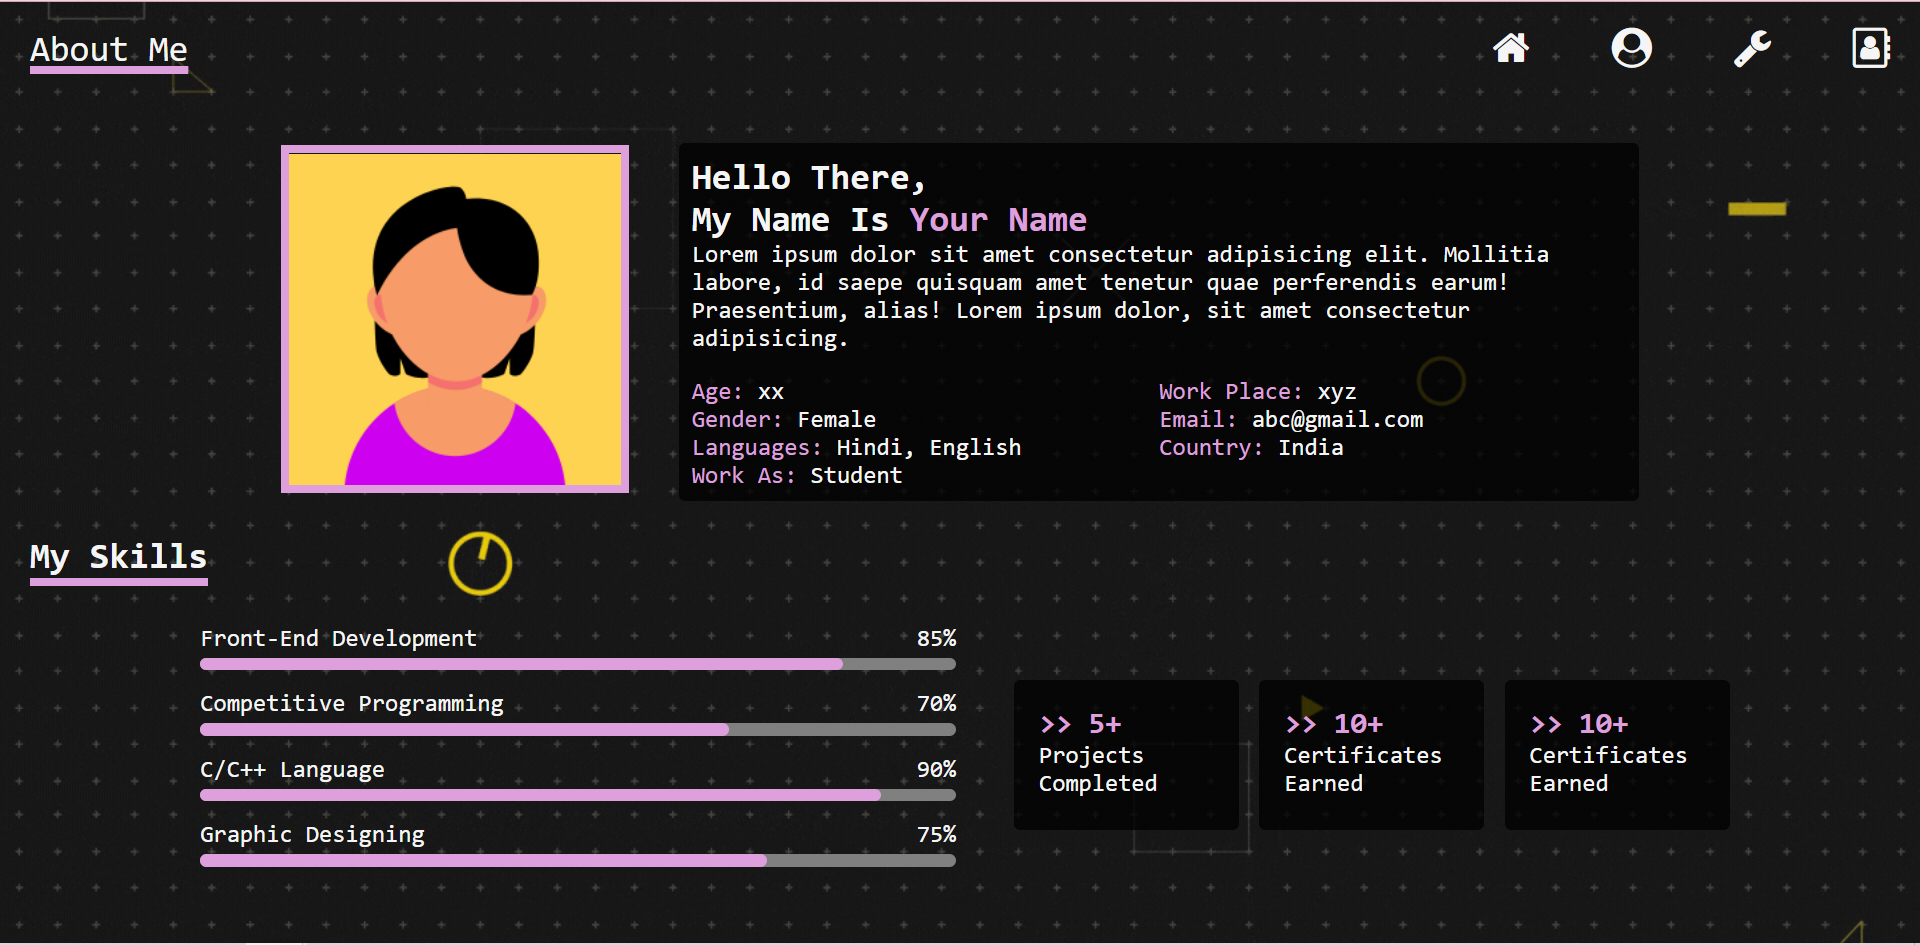 About Me
Hello There,
My Name Is Your Name
Lorem ipsum dolor sit amet consectetur adipisicing elit. Mollitia
labore, id saepe quisquam amet tenetur quae perferendis earum!
Praesentium, alias! Lorem ipsum dolor, sit amet consectetur
adipisicing.
Age: xx
Gender: Female
Languages: Hindi, English
Work As: Student
Work Place: xyz
Email: abc@gmail.com
Country: India
My Skills
Front-End Development 85%
Competitive Programming 70%
C/C++ Language 90%
Graphic Designing 75%
>> 5+
Projects
Completed
>> 10+
Certificates
Earned
>> 10+
Certificates
Earned